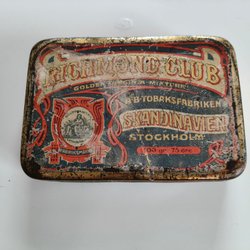 RICHMOND CLUB
GOLDEN VIRGINIA MIXTURE
A·B·TOBAKSFABRIKEN
SKANDINAVIEN
STOCKHOLM
100 gr. 75 öre.